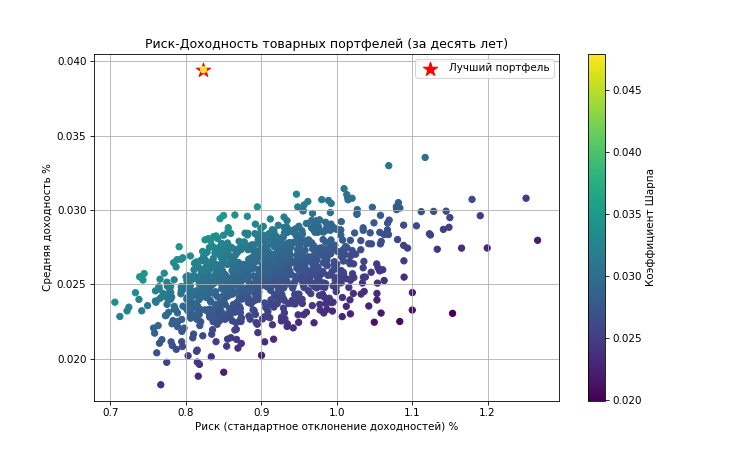 Риск-Доходность товарных портфелей (за десять лет)
Лучший портфель
0.040
0.035
0.030
0.025
0.020
Средняя доходность %
0.7 0.8 0.9 1.0 1.1 1.2
Риск (стандартное отклонение доходностей) %
0.045
0.040
0.035
0.030
0.025
0.020
Коэффициент Шарпа